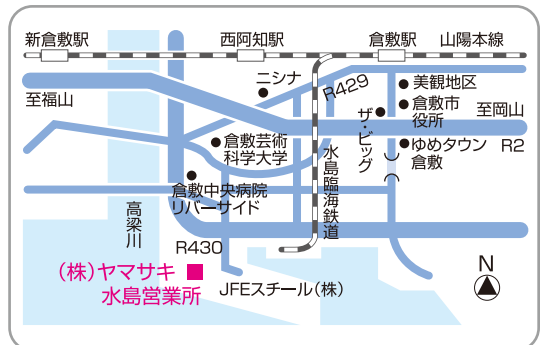 新倉敷駅
西阿知駅
倉敷駅
山陽本線
ニシナ
R429
美観地区
至福山
ザ・ビッグ
倉敷市
役所
至岡山
倉敷芸術
科学大学
水島臨海鉄道
ゆめタウン
倉敷
R2
倉敷中央病院
リバーサイド
高梁川
R430
(株)ヤマサキ
水島営業所
JFEスチール(株)
N